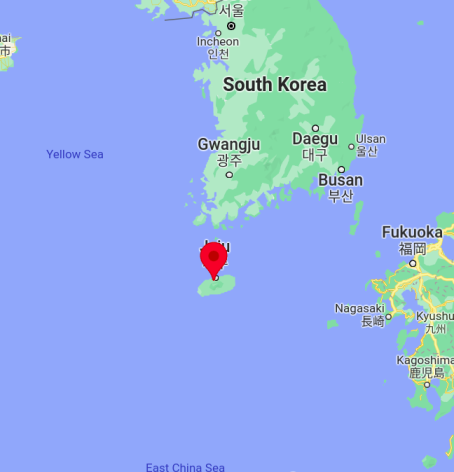 서울
Incheon
인천
South Korea
Yellow Sea
Gwangju
광주
Daegu
대구
Ulsan
울산
Busan
부산
Fukuoka
福岡
Nagasaki
長崎
Kyushu
九州
Kagoshima
鹿児島
East China Sea